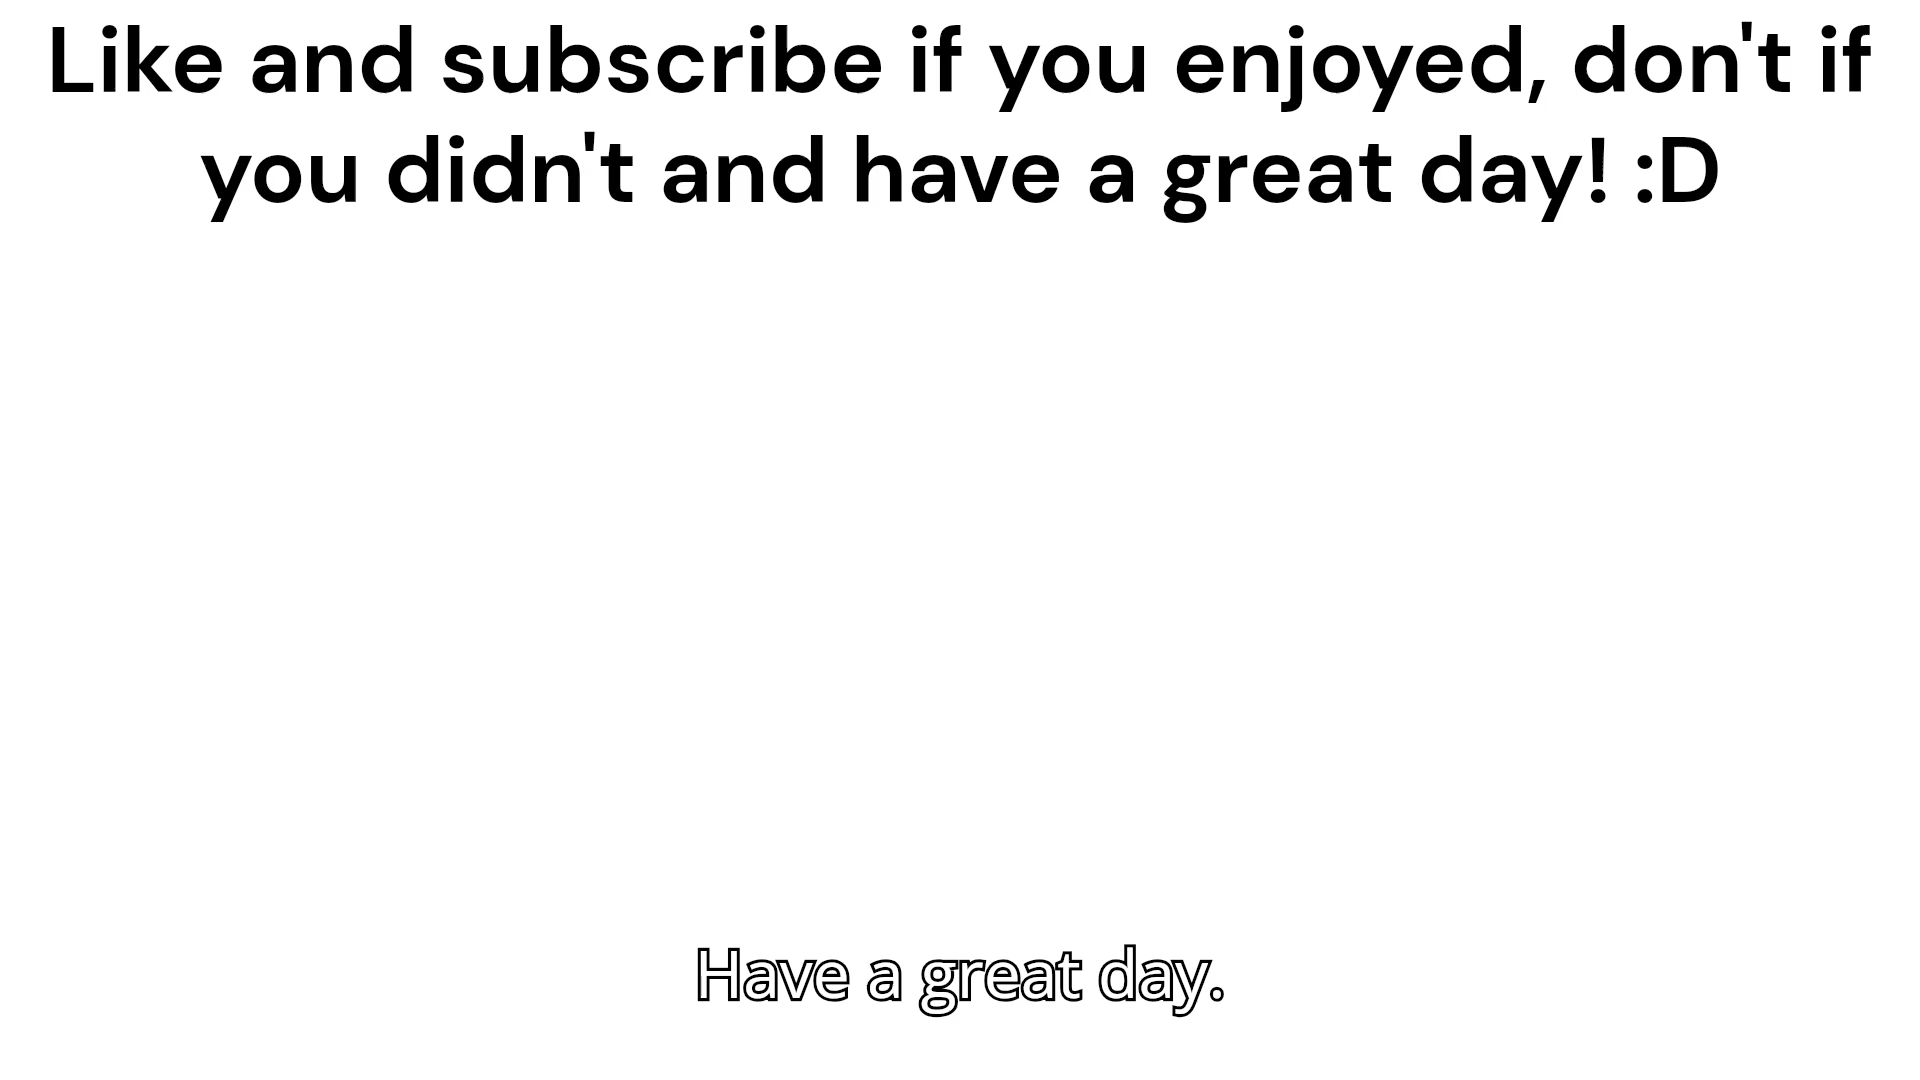 Like and subscribe if you enjoyed, don't if
you didn't and have a great day! :D
Have a great day.